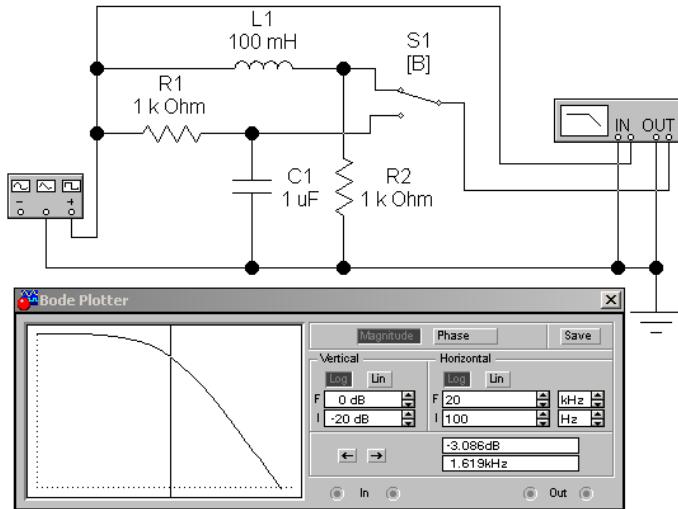 L1
100 mH
S1
[B]
R1
1 k Ohm
IN OUT
C1
1 uF
R2
1 k Ohm
- +
Bode Plotter
Magnitude Phase Save
Vertical Horizontal
Log Lin Log Lin
F 0 dB F 20 kHz
I -20 dB I 100 Hz
-3.086dB
1.619kHz
In Out